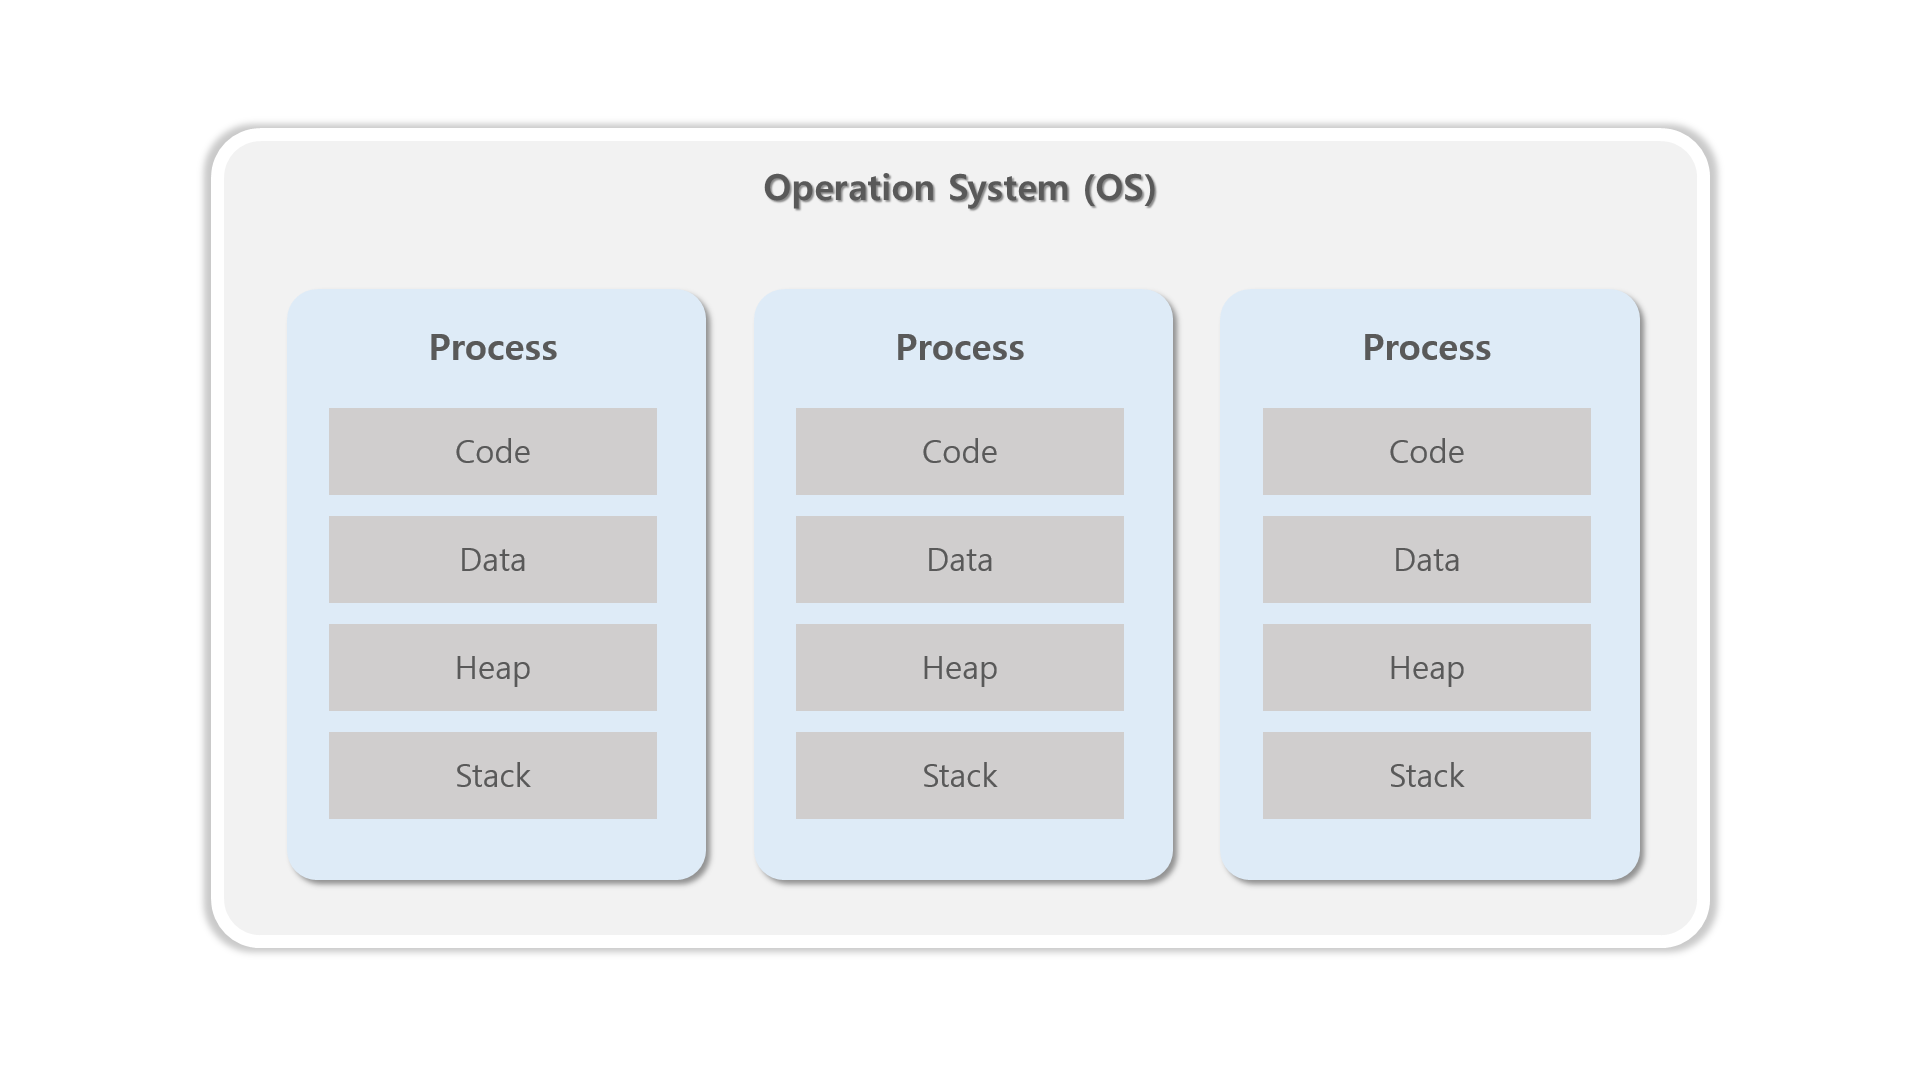 Operation System (OS)
Process
Code
Data
Heap
Stack
Process
Code
Data
Heap
Stack
Process
Code
Data
Heap
Stack